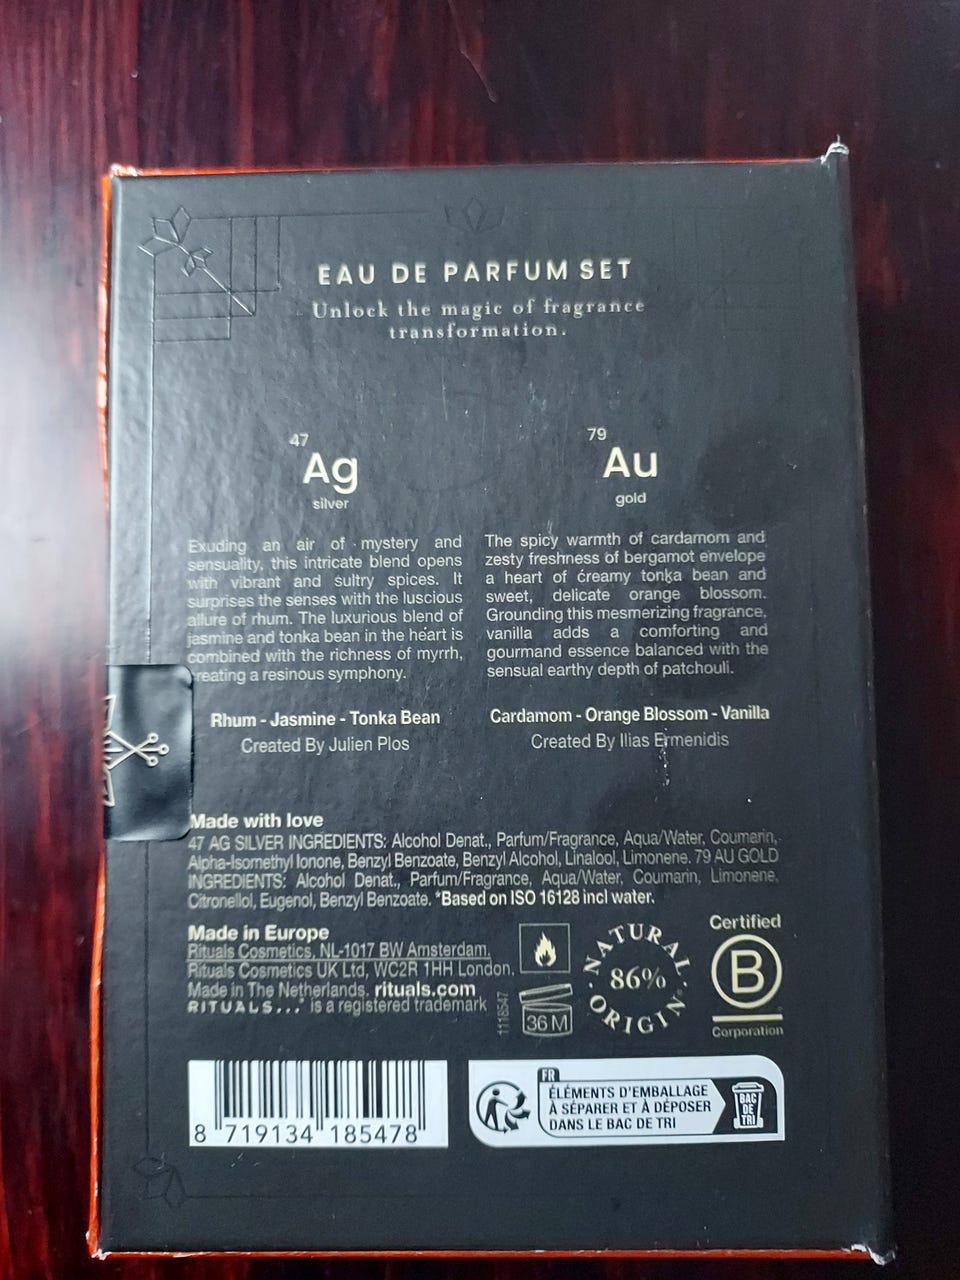 EAU DE PARFUM SET
Unlock the magic of fragrance
transformation.
47
Ag
silver
Exuding an air of mystery and
sensuality, this intricate blend opens
with vibrant and sultry spices. It
surprises the senses with the luscious
allure of rhum. The luxurious blend of
jasmine and tonka bean in the heart is
combined with the richness of myrrh,
creating a resinous symphony.
Rhum - Jasmine - Tonka Bean
Created By Julien Plos
79
Au
gold
The spicy warmth of cardamom and
zesty freshness of bergamot envelope
a heart of creamy tonka bean and
sweet, delicate orange blossom.
Grounding this mesmerizing fragrance,
vanilla adds a comforting and
gourmand essence balanced with the
sensual earthy depth of patchouli.
Cardamom - Orange Blossom - Vanilla
Created By Ilias Ermenidis
Made with love
47 AG SILVER INGREDIENTS: Alcohol Denat., Parfum/Fragrance, Aqua/Water, Coumarin,
Alpha-Isomethyl Ionone, Benzyl Benzoate, Benzyl Alcohol, Linalool, Limonene. 79 AU GOLD
INGREDIENTS: Alcohol Denat., Parfum/Fragrance, Aqua/Water, Coumarin, Limonene,
Citronellol, Eugenol, Benzyl Benzoate. *Based on ISO 16128 incl water.
Made in Europe
Rituals Cosmetics, NL-1017 BW Amsterdam.
Rituals Cosmetics UK Ltd, WC2R 1HH London.
Made in The Netherlands. rituals.com
RITUALS...® is a registered trademark
1118547
36 M
NATURAL
86%
ORIGIN*
Certified
B
Corporation
8 719134 185478
FR
ÉLÉMENTS D'EMBALLAGE
À SÉPARER ET À DÉPOSER
DANS LE BAC DE TRI
BAC
DE
TRI